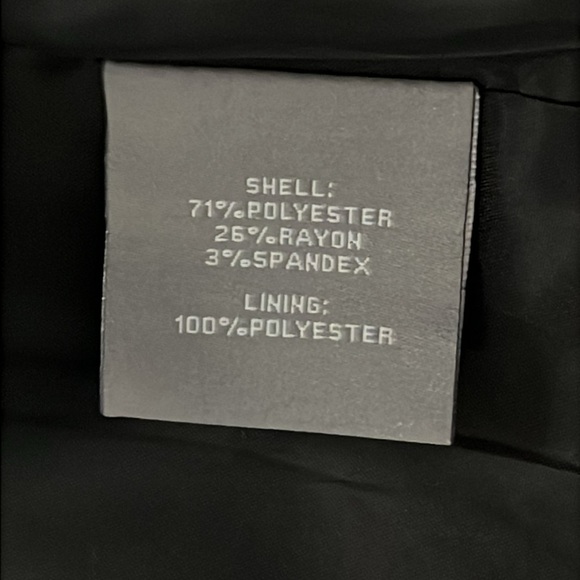 SHELL:
71%POLYESTER
26%RAYON
3%SPANDEX
LINING:
100%POLYESTER